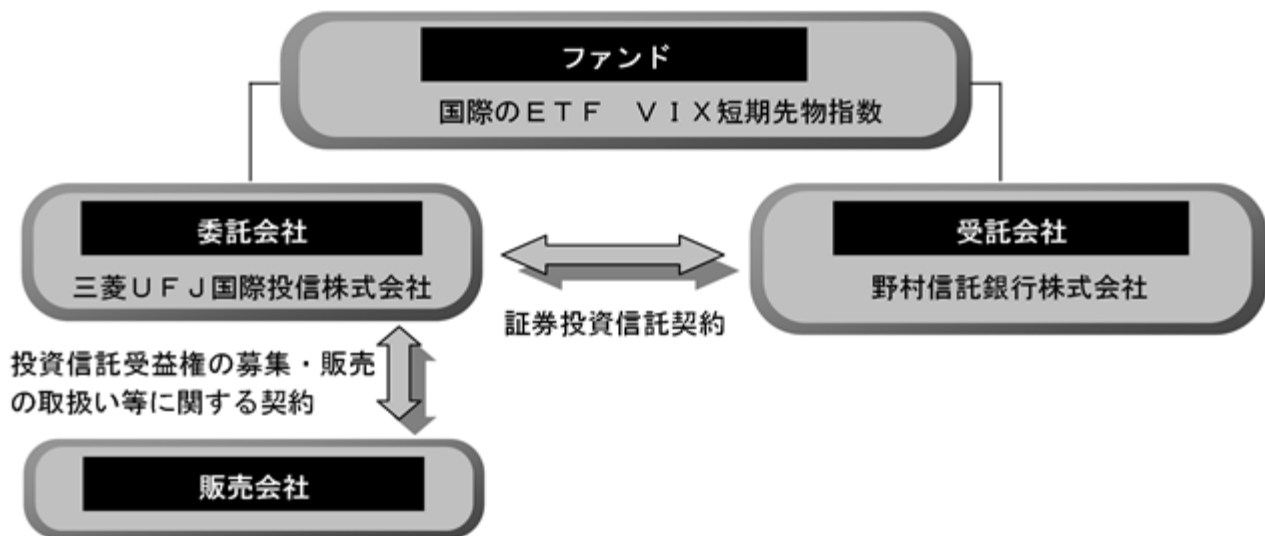 ファンド
国際のＥＴＦ　ＶＩＸ短期先物指数
委託会社
三菱ＵＦＪ国際投信株式会社
受託会社
野村信託銀行株式会社
証券投資信託契約
投資信託受益権の募集・販売
の取扱い等に関する契約
販売会社